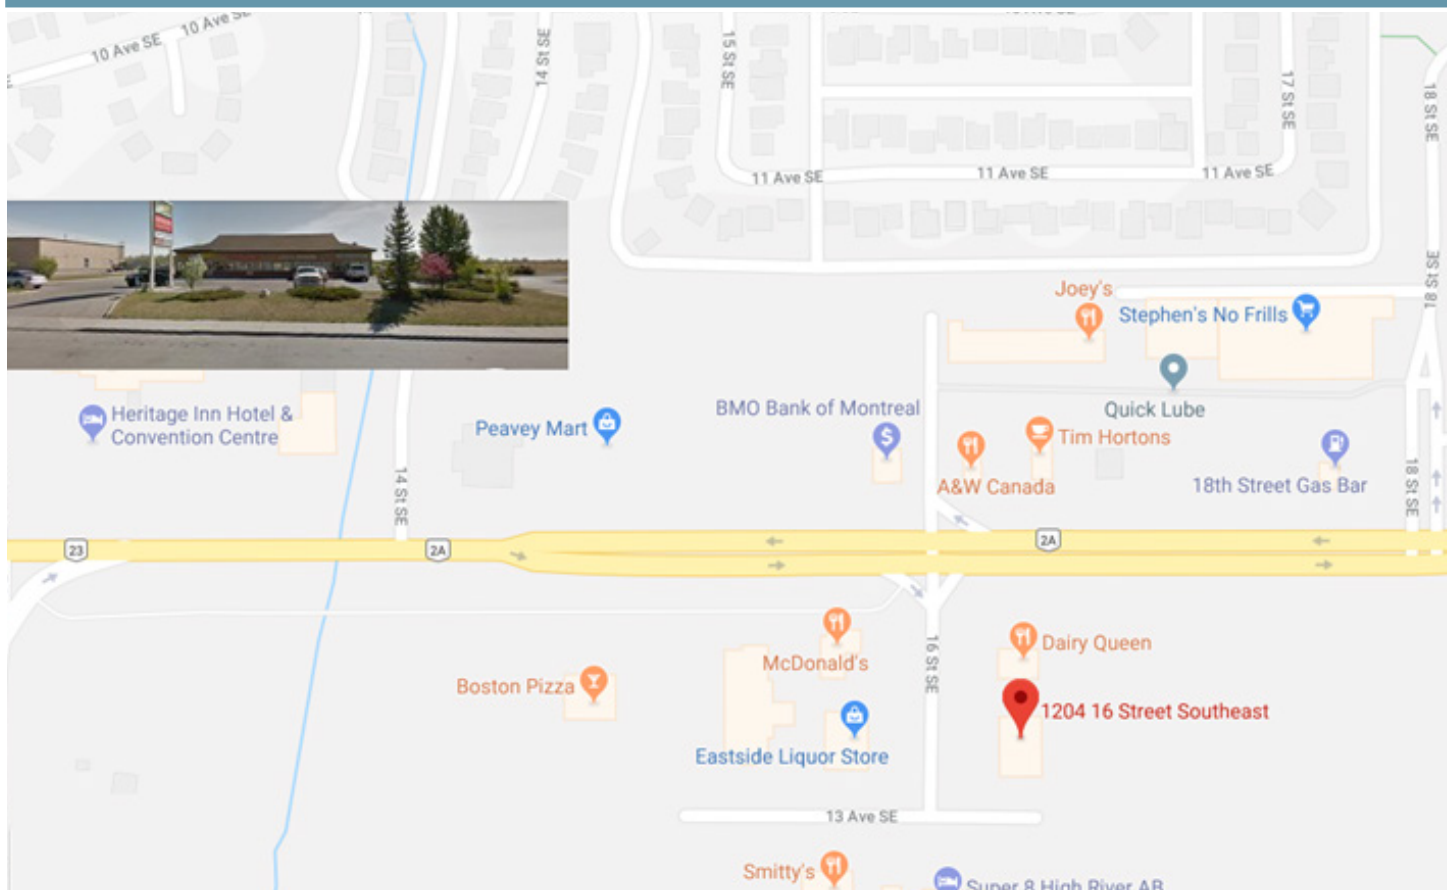 10 Ave SE
10 Ave SE
14 St SE
15 St SE
17 St SE
18 St SE
11 Ave SE
11 Ave SE
11 Ave SE
18 St SE
Joey's
Stephen's No Frills
Quick Lube
Heritage Inn Hotel &
Convention Centre
Peavey Mart
BMO Bank of Montreal
$
Tim Hortons
A&W Canada
18th Street Gas Bar
14 St SE
18 St SE
23
2A
2A
McDonald's
16 St SE
Dairy Queen
Boston Pizza
1204 16 Street Southeast
Eastside Liquor Store
13 Ave SE
Smitty's
Super 8 High River AB